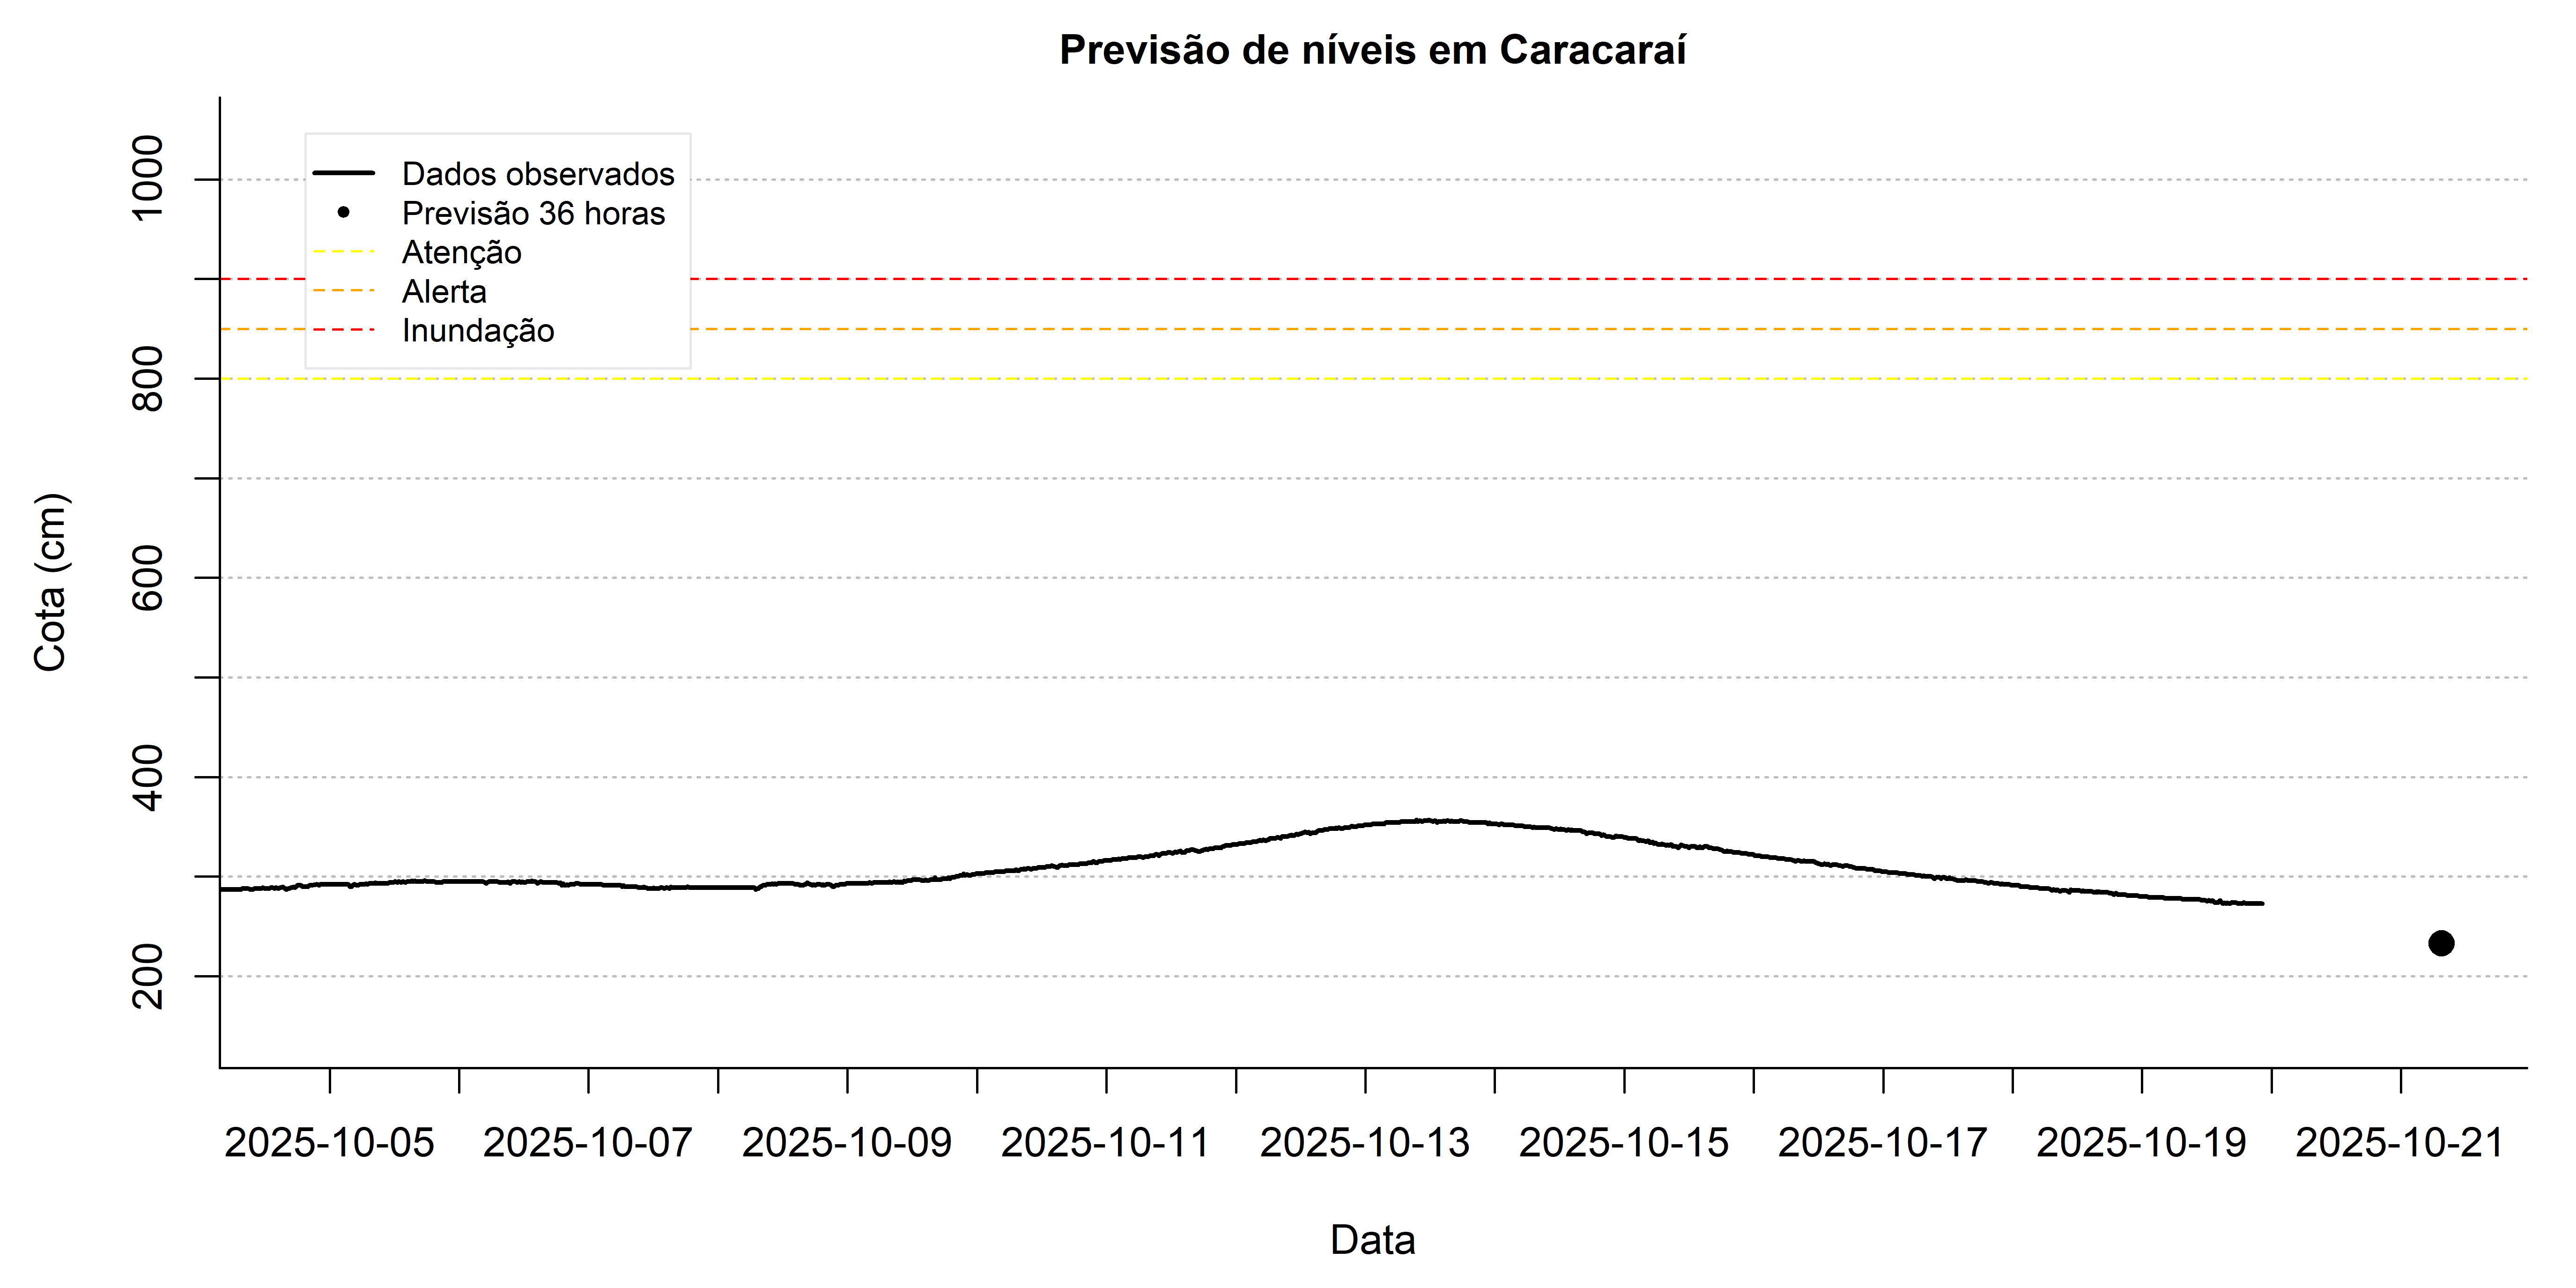 Previsão de níveis em Caracaraí
Dados observados
Previsão 36 horas
Atenção
Alerta
Inundação
Cota (cm)
1000
800
600
400
200
2025-10-05 2025-10-07 2025-10-09 2025-10-11 2025-10-13 2025-10-15 2025-10-17 2025-10-19 2025-10-21
Data